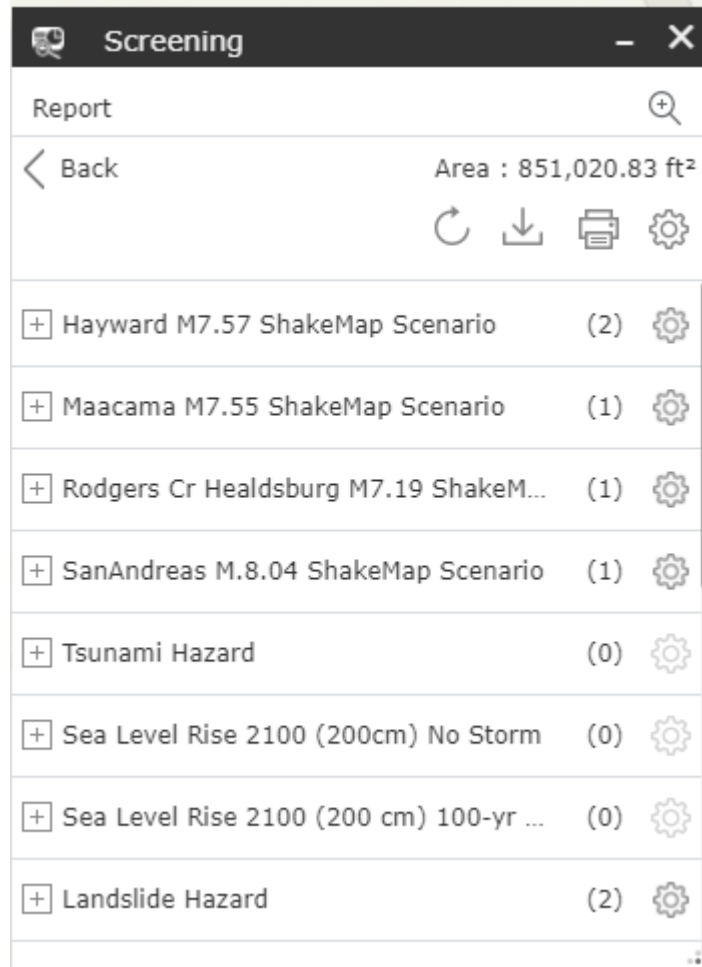 Screening
Report
Back Area : 851,020.83 ft²
Hayward M7.57 ShakeMap Scenario (2)
Maacama M7.55 ShakeMap Scenario (1)
Rodgers Cr Healdsburg M7.19 ShakeM... (1)
SanAndreas M.8.04 ShakeMap Scenario (1)
Tsunami Hazard (0)
Sea Level Rise 2100 (200cm) No Storm (0)
Sea Level Rise 2100 (200 cm) 100-yr ... (0)
Landslide Hazard (2)